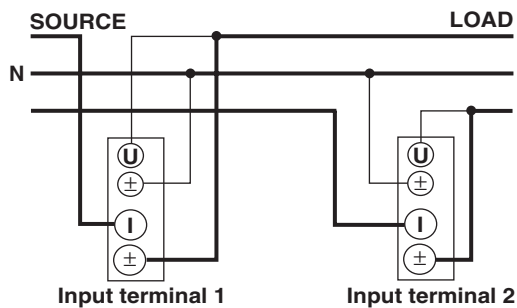 SOURCE LOAD
N
U U
± ±
I I
± ±
Input terminal 1 Input terminal 2